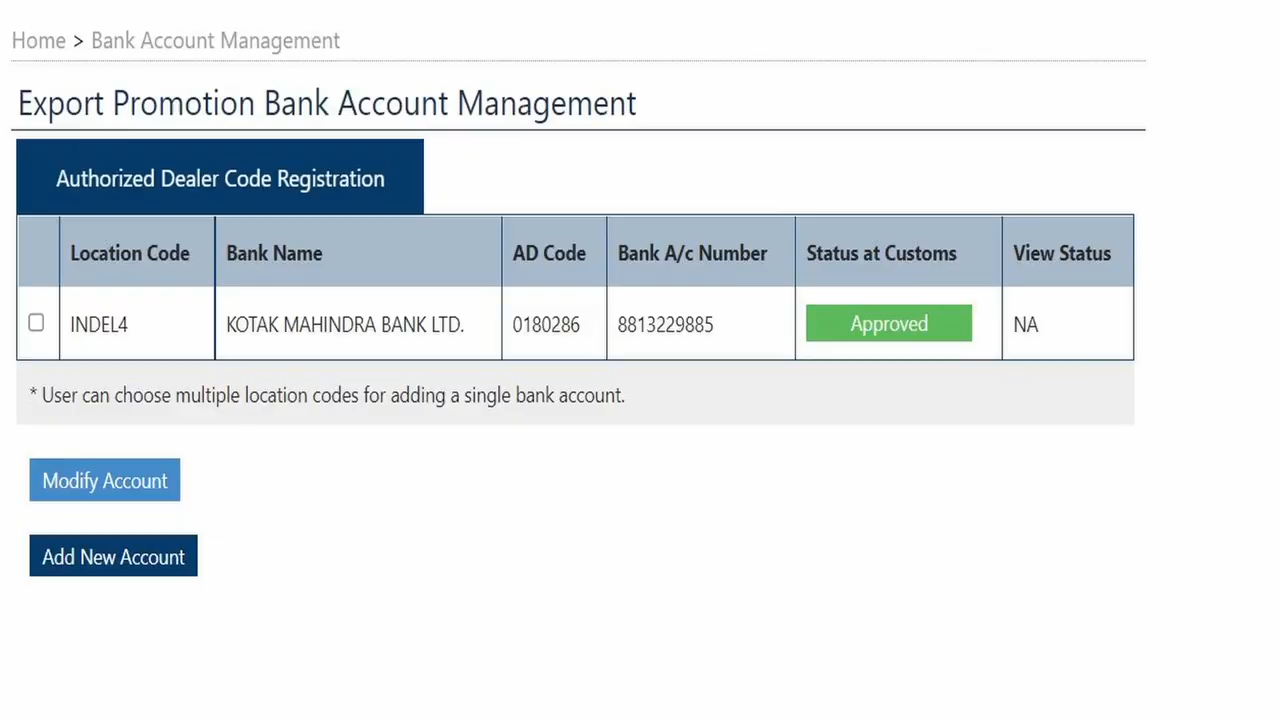 Home > Bank Account Management
Export Promotion Bank Account Management
Authorized Dealer Code Registration
Location Code Bank Name AD Code Bank A/c Number Status at Customs View Status
INDEL4 KOTAK MAHINDRA BANK LTD. 0180286 8813229885 Approved NA
* User can choose multiple location codes for adding a single bank account.
Modify Account
Add New Account